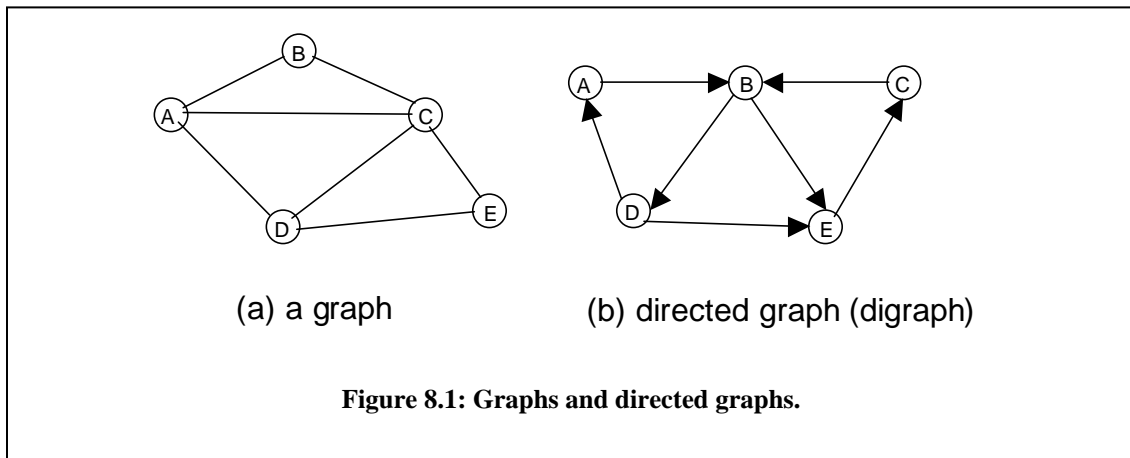 B
A
C
D
E
(a) a graph
A
B
C
D
E
(b) directed graph (digraph)
Figure 8.1: Graphs and directed graphs.